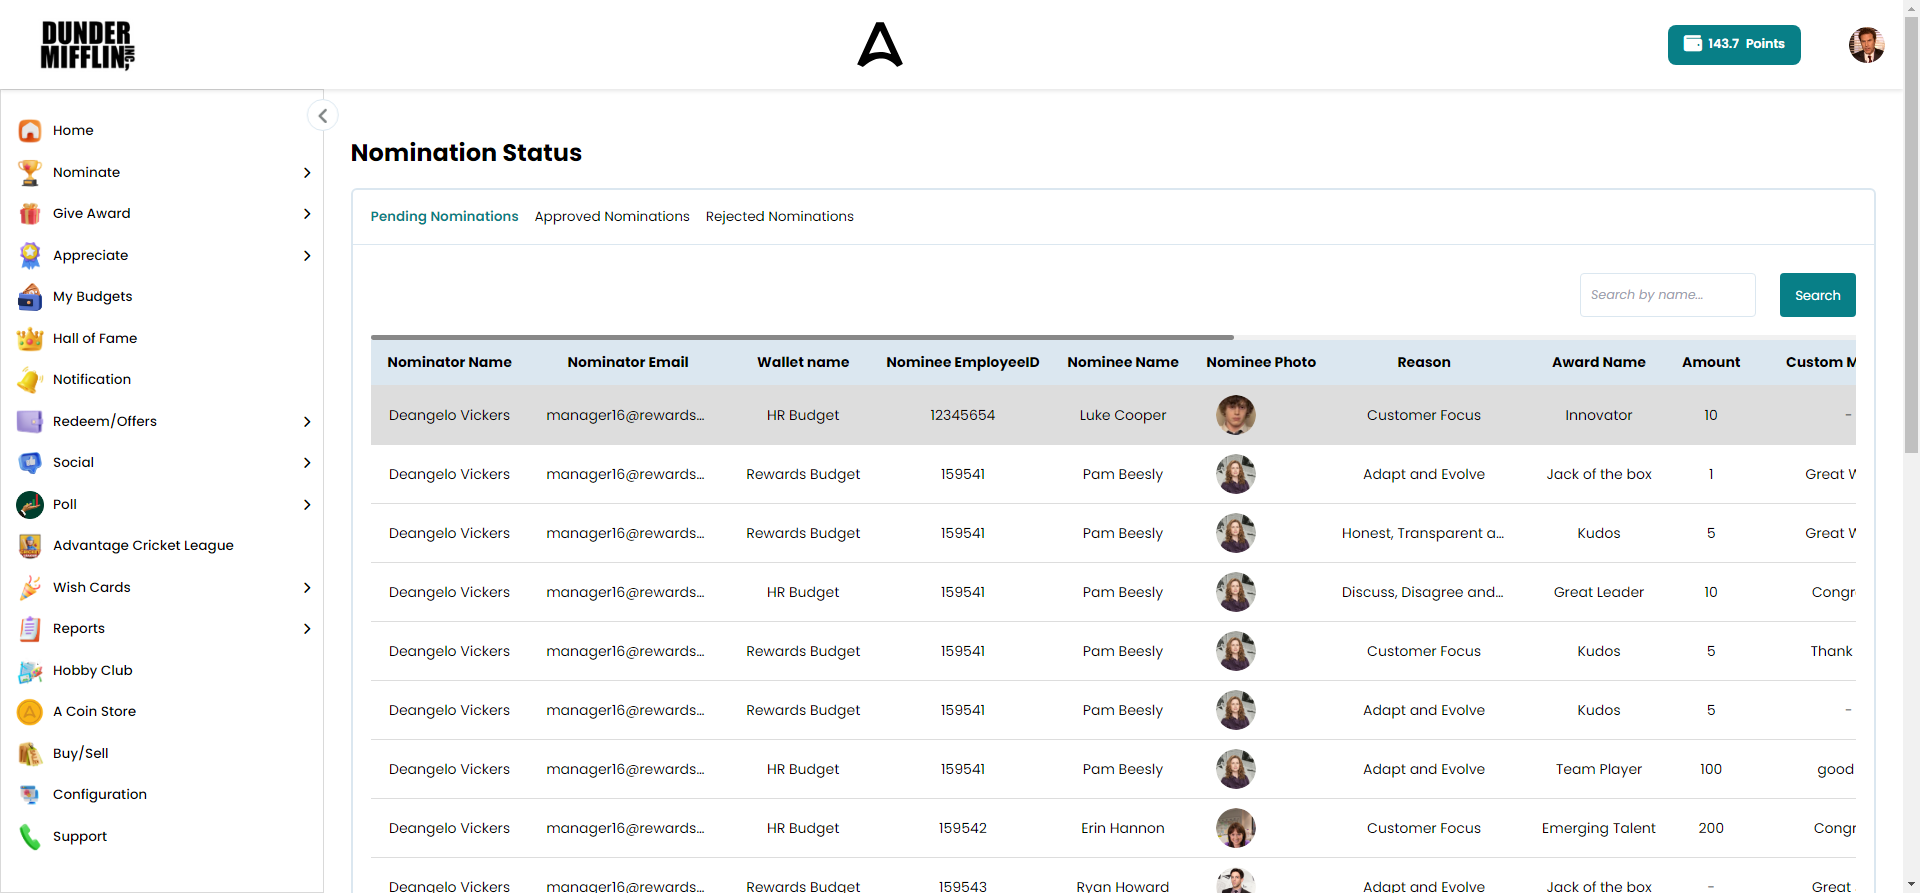 DUNDER
MIFFLIN INC,
143.7 Points
Home
Nominate
Give Award
Appreciate
My Budgets
Hall of Fame
Notification
Redeem/Offers
Social
Poll
Advantage Cricket League
Wish Cards
Reports
Hobby Club
A Coin Store
Buy/Sell
Configuration
Support
Nomination Status
Pending Nominations Approved Nominations Rejected Nominations
Search by name... Search
Nominator Name Nominator Email Wallet name Nominee EmployeeID Nominee Name Nominee Photo Reason Award Name Amount Custom M
Deangelo Vickers manager16@rewards... HR Budget 12345654 Luke Cooper Customer Focus Innovator 10 -
Deangelo Vickers manager16@rewards... Rewards Budget 159541 Pam Beesly Adapt and Evolve Jack of the box 1 Great W
Deangelo Vickers manager16@rewards... Rewards Budget 159541 Pam Beesly Honest, Transparent a... Kudos 5 Great W
Deangelo Vickers manager16@rewards... HR Budget 159541 Pam Beesly Discuss, Disagree and... Great Leader 10 Congr
Deangelo Vickers manager16@rewards... Rewards Budget 159541 Pam Beesly Customer Focus Kudos 5 Thank
Deangelo Vickers manager16@rewards... Rewards Budget 159541 Pam Beesly Adapt and Evolve Kudos 5 -
Deangelo Vickers manager16@rewards... HR Budget 159541 Pam Beesly Adapt and Evolve Team Player 100 good
Deangelo Vickers manager16@rewards... HR Budget 159542 Erin Hannon Customer Focus Emerging Talent 200 Congr
Deangelo Vickers manager16@rewards... Rewards Budget 159543 Ryan Howard Adapt and Evolve Jack of the box - Great